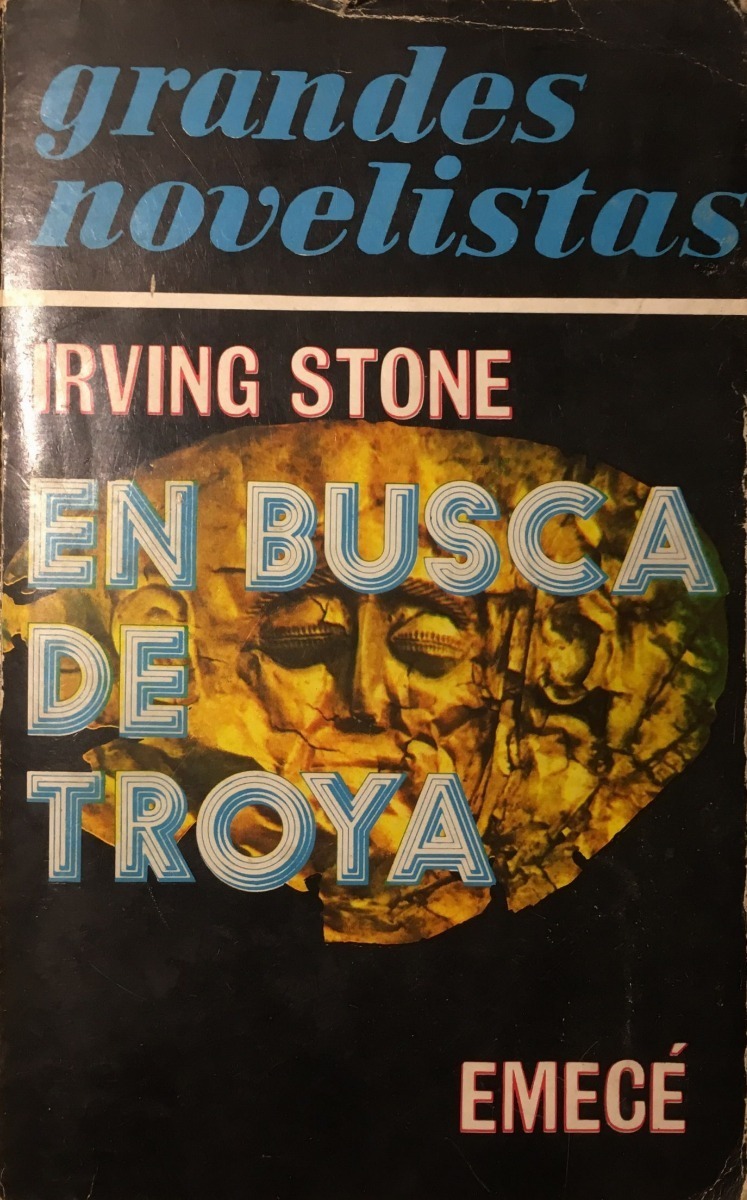 grandes
novelistas
IRVING STONE
EN BUSCA
DE
TROYA
EMECÉ